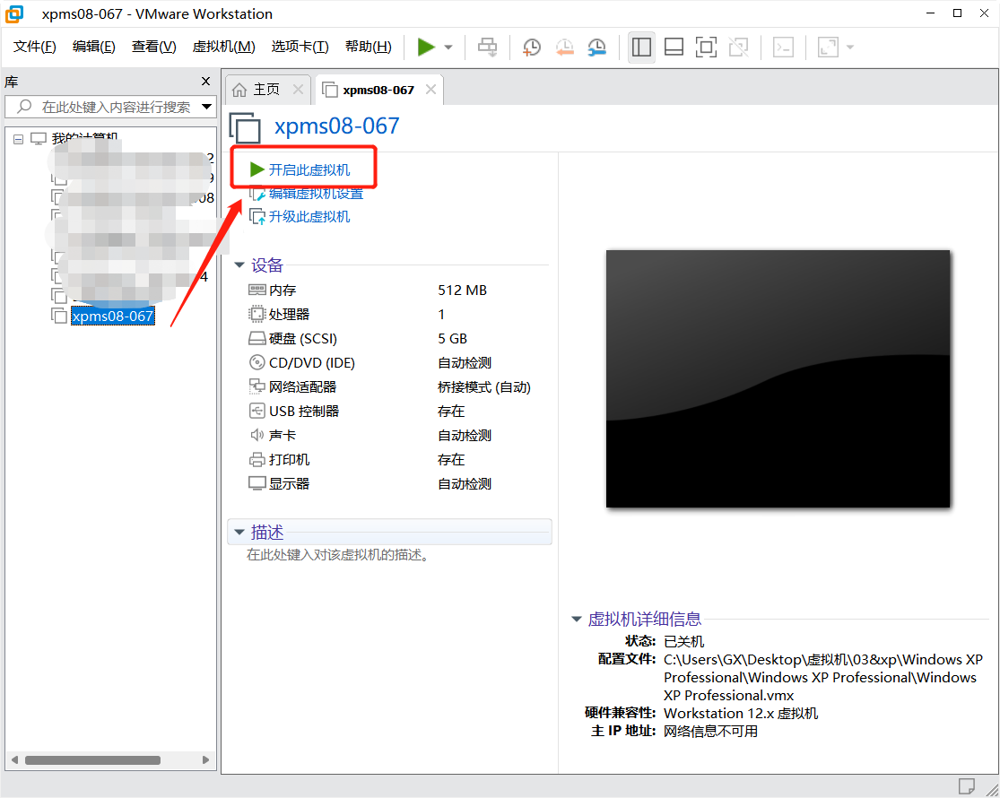 xpms08-067 - VMware Workstation
文件(F) 编辑(E) 查看(V) 虚拟机(M) 选项卡(T) 帮助(H)
库
在此处键入内容进行搜索
主页
xpms08-067
我的计算机
2
9
08
4
xpms08-067
xpms08-067
开启此虚拟机
编辑虚拟机设置
升级此虚拟机
设备
内存 512 MB
处理器 1
硬盘 (SCSI) 5 GB
CD/DVD (IDE) 自动检测
网络适配器 桥接模式 (自动)
USB 控制器 存在
声卡 自动检测
打印机 存在
显示器 自动检测
描述
在此处键入对该虚拟机的描述。
虚拟机详细信息
状态: 已关机
配置文件: C:\Users\GX\Desktop\虚拟机\03&xp\Windows XP
Professional\Windows XP Professional\Windows
XP Professional.vmx
硬件兼容性: Workstation 12.x 虚拟机
主 IP 地址: 网络信息不可用